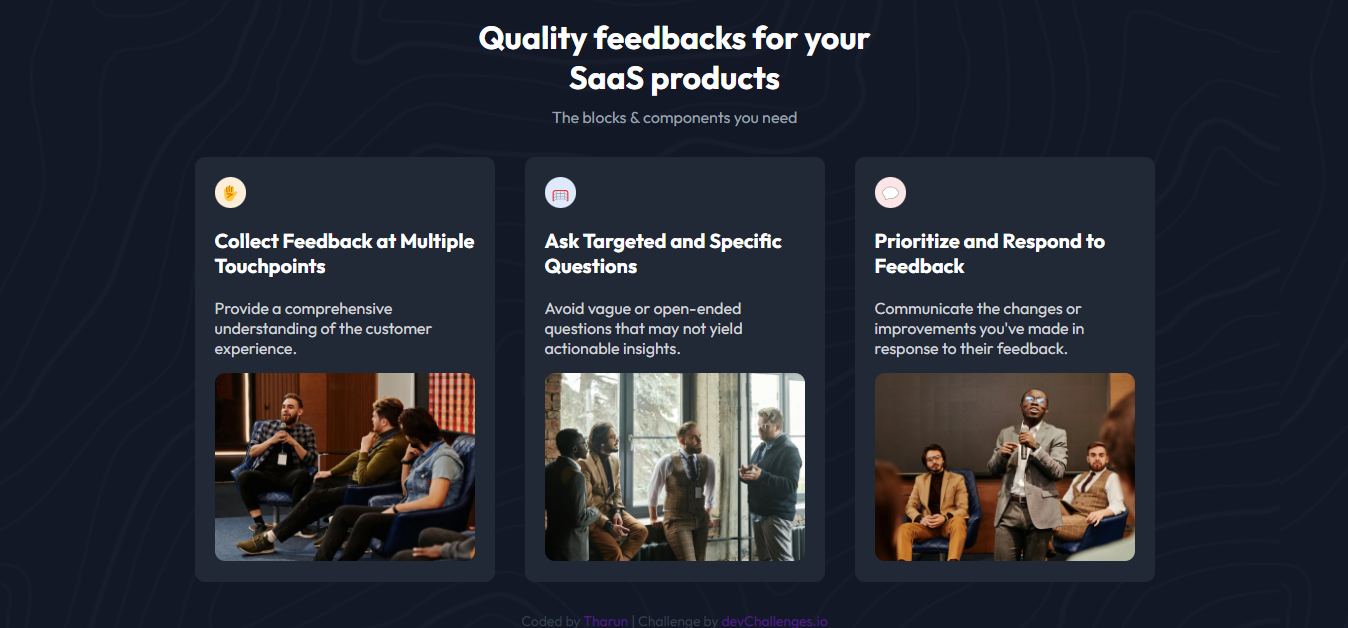 Quality feedbacks for your
SaaS products
The blocks & components you need
Collect Feedback at Multiple
Touchpoints
Provide a comprehensive
understanding of the customer
experience.
Ask Targeted and Specific
Questions
Avoid vague or open-ended
questions that may not yield
actionable insights.
Prioritize and Respond to
Feedback
Communicate the changes or
improvements you've made in
response to their feedback.
Coded by Tharun | Challenge by devChallenges.io